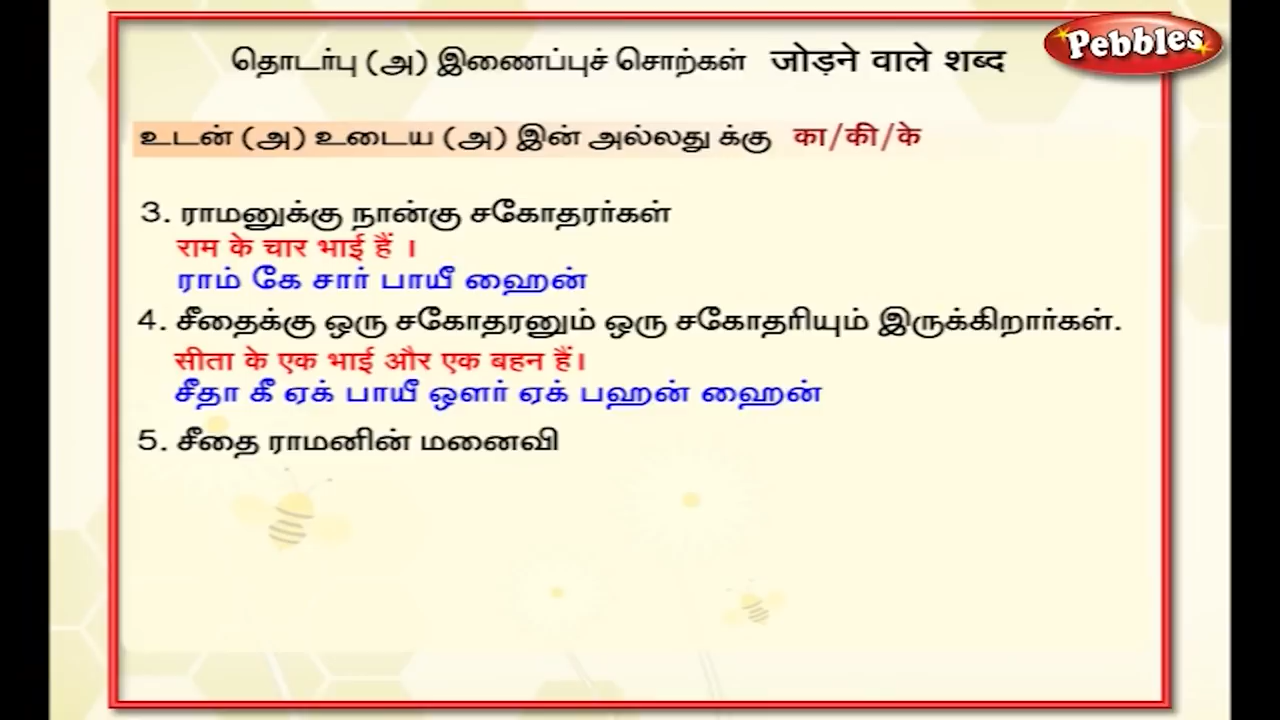 தொடர்பு (அ) இணைப்புச் சொற்கள் जोड़ने वाले शब्द
Pebbles
உடன் (அ) உடைய (அ) இன் அல்லது க்கு का/की/के
3. ராமனுக்கு நான்கு சகோதரர்கள்
राम के चार भाई हैं ।
ராம் கே சார் பாயீ ஹைன்
4. சீதைக்கு ஒரு சகோதரனும் ஒரு சகோதரியும் இருக்கிறார்கள்.
सीता के एक भाई और एक बहन हैं।
சீதா கீ ஏக் பாயீ ஔர் ஏக் பஹன் ஹைன்
5. சீதை ராமனின் மனைவி